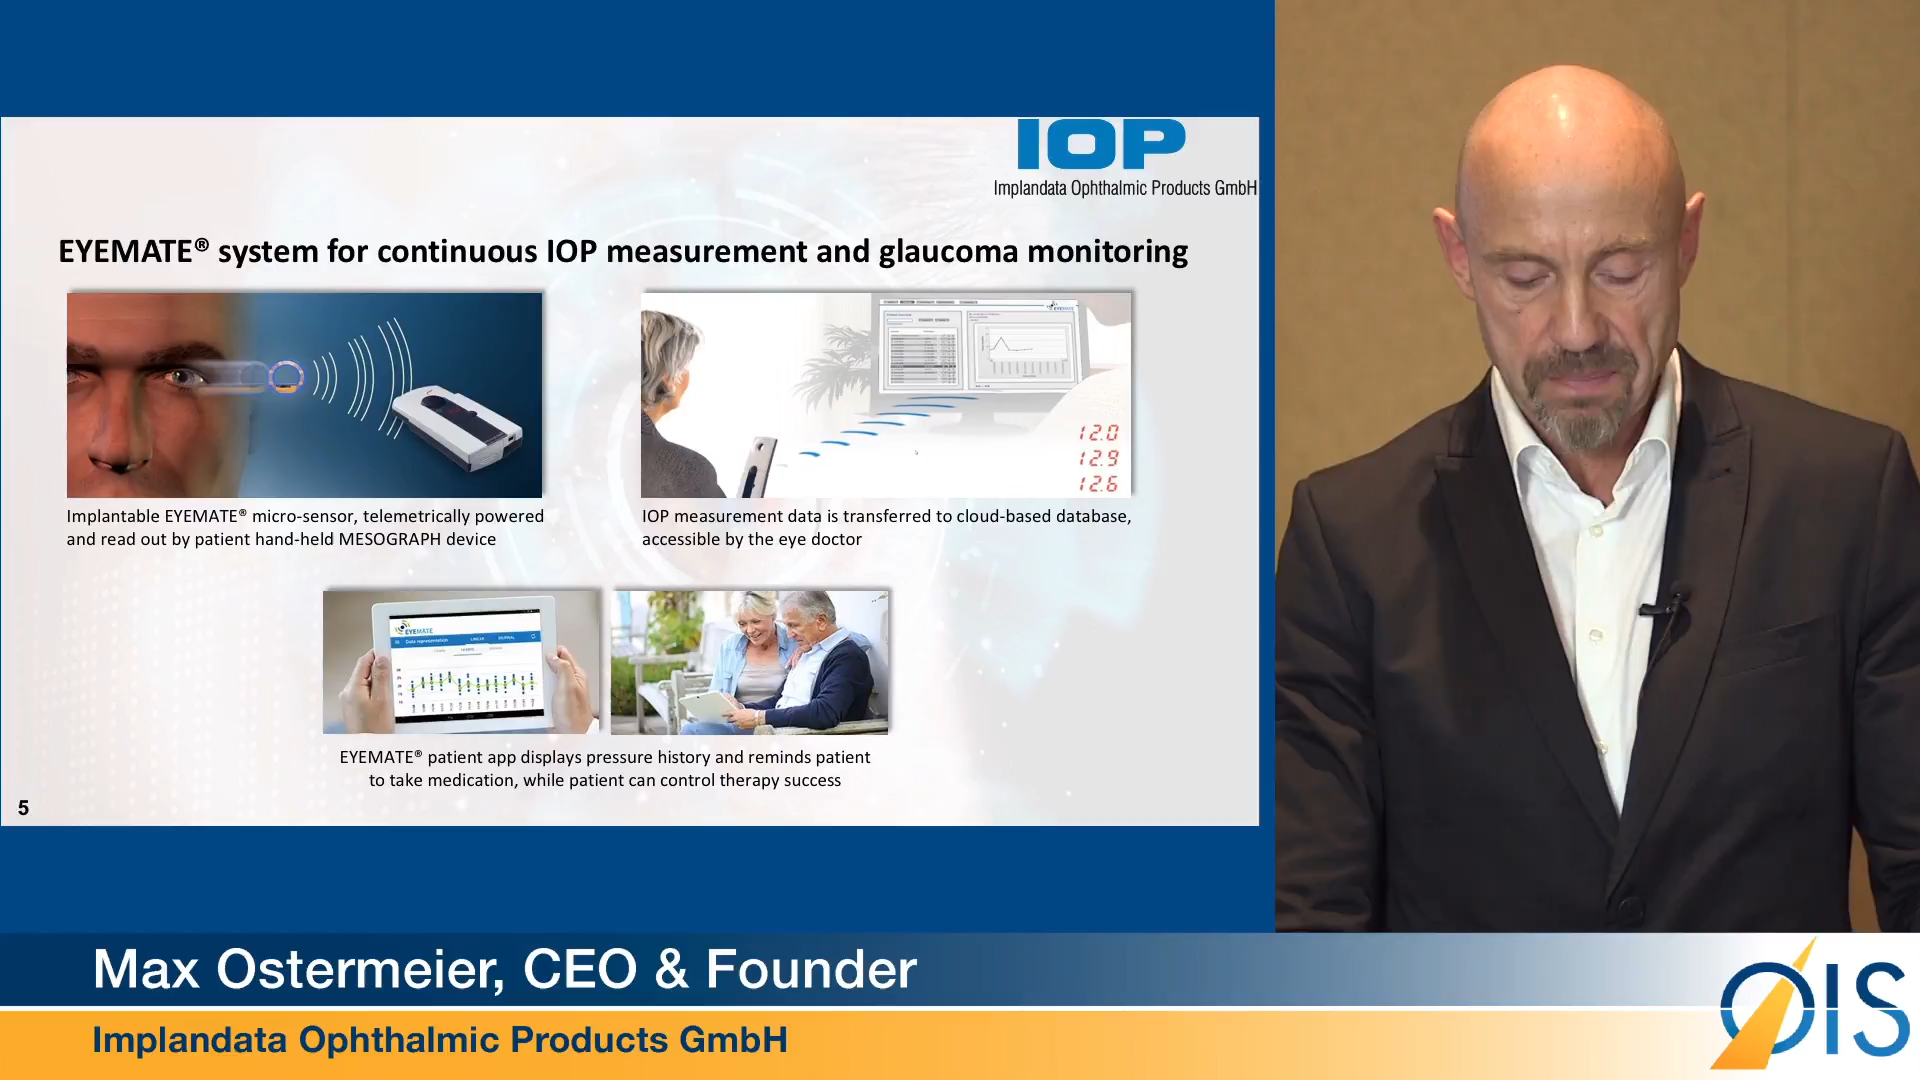 IOP
Implandata Ophthalmic Products GmbH
EYEMATE® system for continuous IOP measurement and glaucoma monitoring
EYEMATE
12.0
12.9
12.6
Implantable EYEMATE® micro-sensor, telemetrically powered
and read out by patient hand-held MESOGRAPH device
IOP measurement data is transferred to cloud-based database,
accessible by the eye doctor
EYEMATE
Data representation
LINEAR
EYEMATE® patient app displays pressure history and reminds patient
to take medication, while patient can control therapy success
5
Max Ostermeier, CEO & Founder
Implandata Ophthalmic Products GmbH
OIS